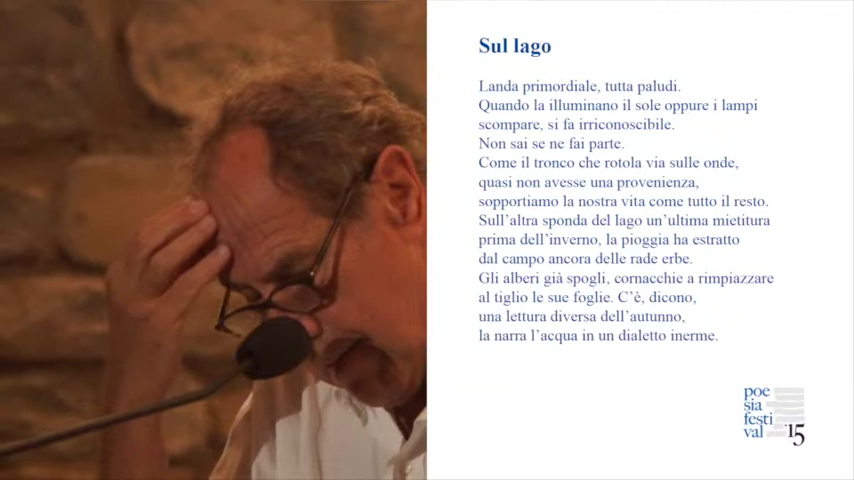 Sul lago
Landa primordiale, tutta paludi.
Quando la illuminano il sole oppure i lampi
scompare, si fa irriconoscibile.
Non sai se ne fai parte.
Come il tronco che rotola via sulle onde,
quasi non avesse una provenienza,
sopportiamo la nostra vita come tutto il resto.
Sull’altra sponda del lago un’ultima mietitura
prima dell’inverno, la pioggia ha estratto
dal campo ancora delle rade erbe.
Gli alberi già spogli, cornacchie a rimpiazzare
al tiglio le sue foglie. C’è, dicono,
una lettura diversa dell’autunno,
la narra l’acqua in un dialetto inerme.
poe
sia
festi
val ’15